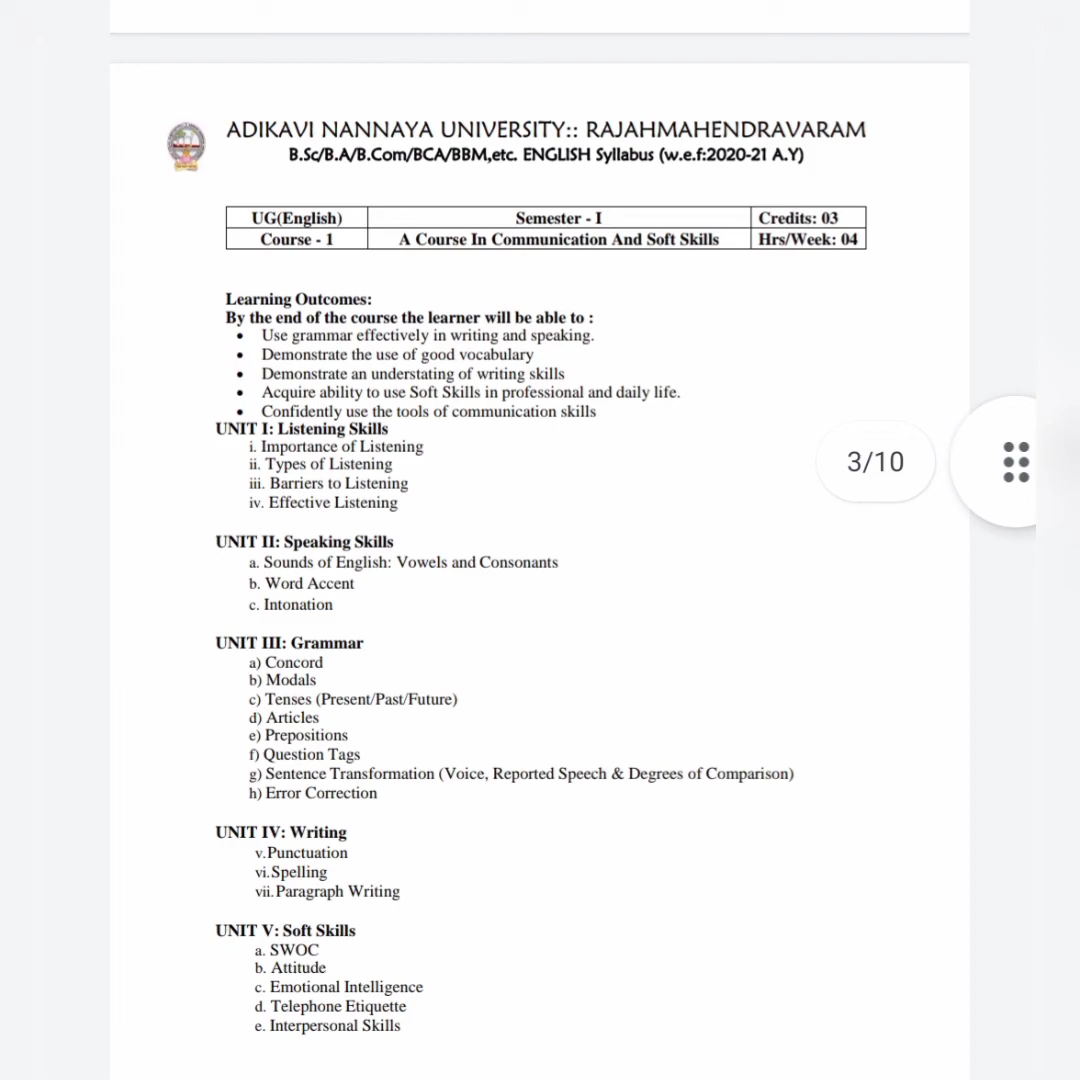 ADIKAVI NANNAYA UNIVERSITY:: RAJAHMAHENDRAVARAM
B.Sc/B.A/B.Com/BCA/BBM,etc. ENGLISH Syllabus (w.e.f:2020-21 A.Y)
UG(English) Semester - I Credits: 03
Course - 1 A Course In Communication And Soft Skills Hrs/Week: 04
Learning Outcomes:
By the end of the course the learner will be able to :
• Use grammar effectively in writing and speaking.
• Demonstrate the use of good vocabulary
• Demonstrate an understating of writing skills
• Acquire ability to use Soft Skills in professional and daily life.
• Confidently use the tools of communication skills
UNIT I: Listening Skills
i. Importance of Listening
ii. Types of Listening
3/10
iii. Barriers to Listening
iv. Effective Listening
UNIT II: Speaking Skills
a. Sounds of English: Vowels and Consonants
b. Word Accent
c. Intonation
UNIT III: Grammar
a) Concord
b) Modals
c) Tenses (Present/Past/Future)
d) Articles
e) Prepositions
f) Question Tags
g) Sentence Transformation (Voice, Reported Speech & Degrees of Comparison)
h) Error Correction
UNIT IV: Writing
v. Punctuation
vi. Spelling
vii. Paragraph Writing
UNIT V: Soft Skills
a. SWOC
b. Attitude
c. Emotional Intelligence
d. Telephone Etiquette
e. Interpersonal Skills